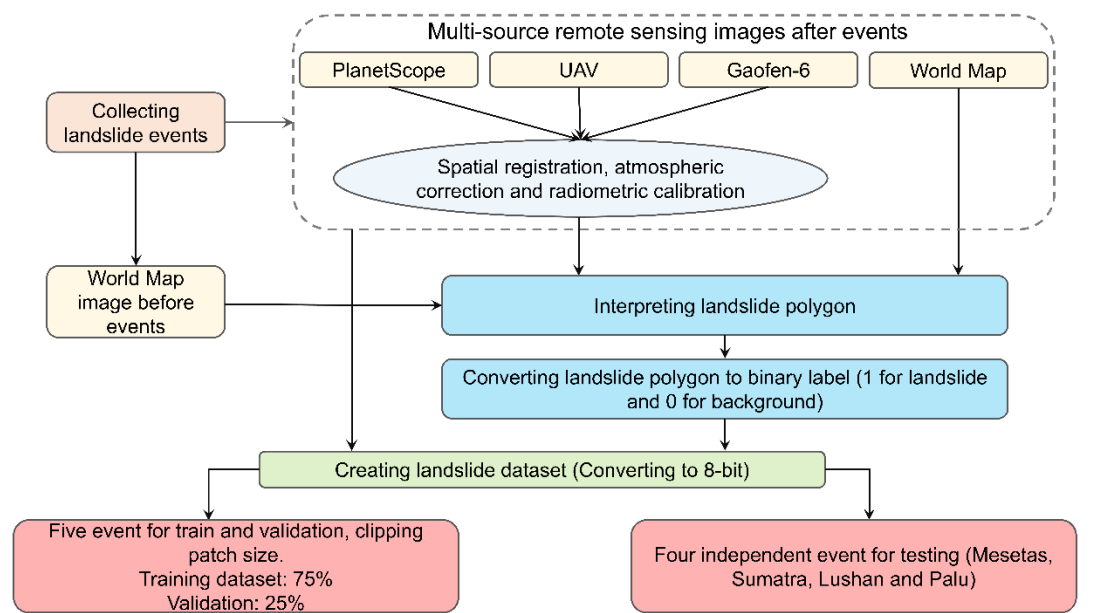 Multi-source remote sensing images after events
PlanetScope
UAV
Gaofen-6
World Map
Collecting
landslide events
Spatial registration, atmospheric
correction and radiometric calibration
World Map
image before
events
Interpreting landslide polygon
Converting landslide polygon to binary label (1 for landslide
and 0 for background)
Creating landslide dataset (Converting to 8-bit)
Five event for train and validation, clipping
patch size.
Training dataset: 75%
Validation: 25%
Four independent event for testing (Mesetas,
Sumatra, Lushan and Palu)